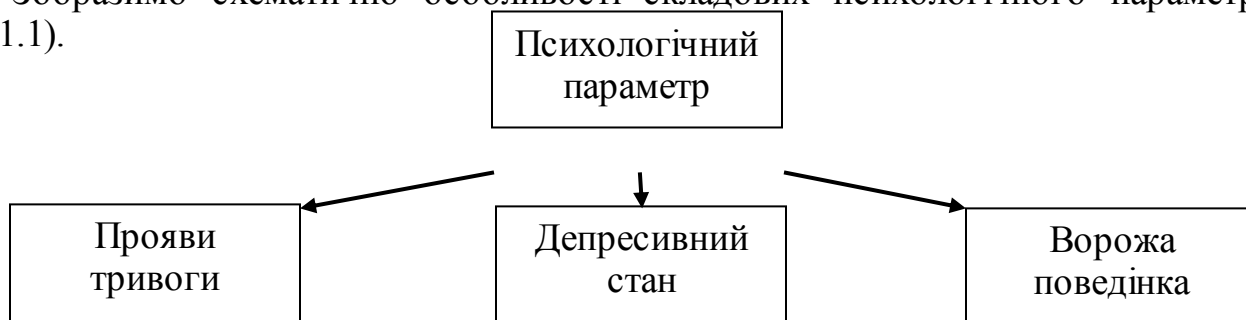 Зобразимо схематично особливості складових психологічного параметр
1.1).
Психологічний
параметр
Прояви
тривоги
Депресивний
стан
Ворожа
поведінка